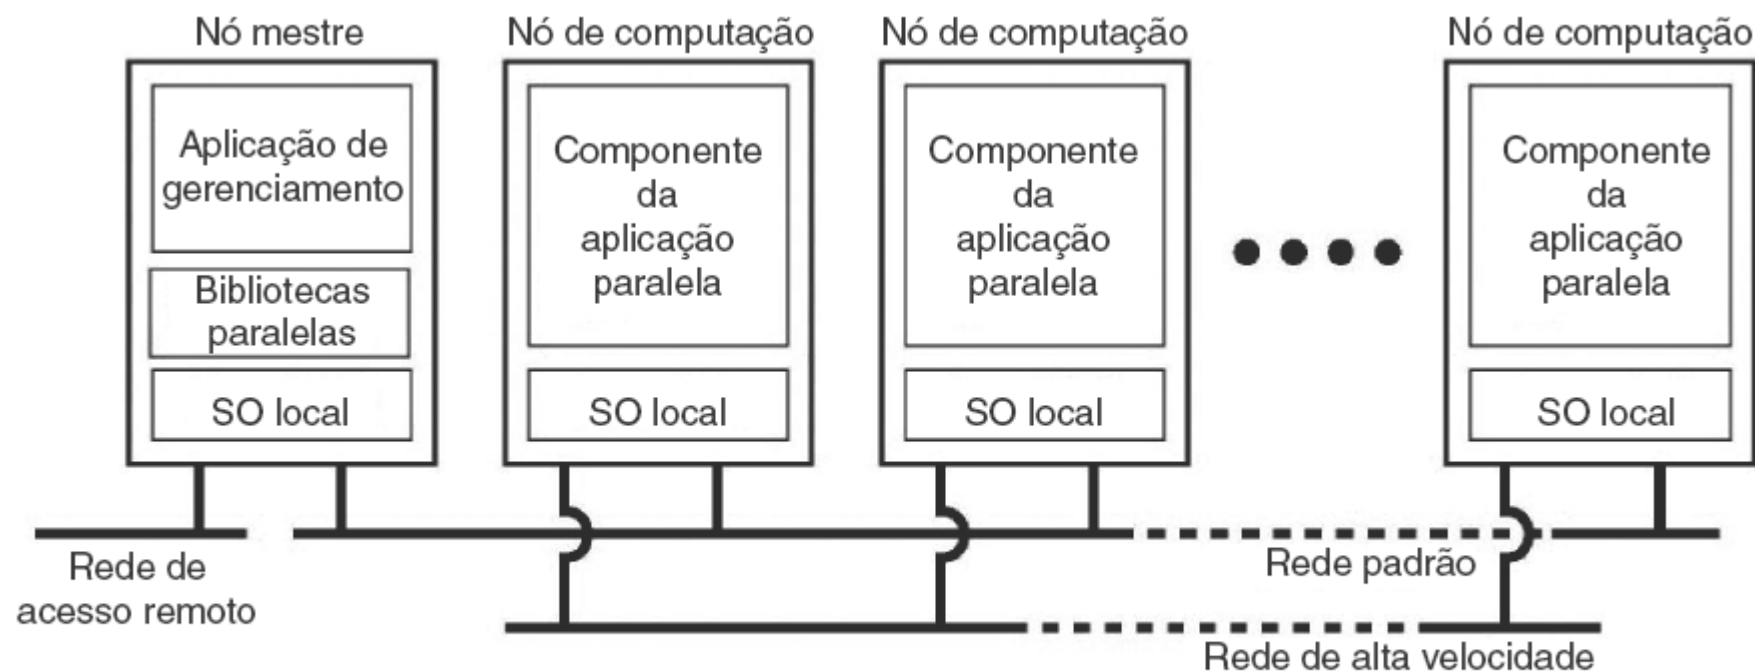 Nó mestre
Nó de computação
Nó de computação
Nó de computação
Aplicação de
gerenciamento
Bibliotecas
paralelas
SO local
Componente
da
aplicação
paralela
SO local
Componente
da
aplicação
paralela
SO local
Componente
da
aplicação
paralela
SO local
Rede de
acesso remoto
Rede padrão
Rede de alta velocidade